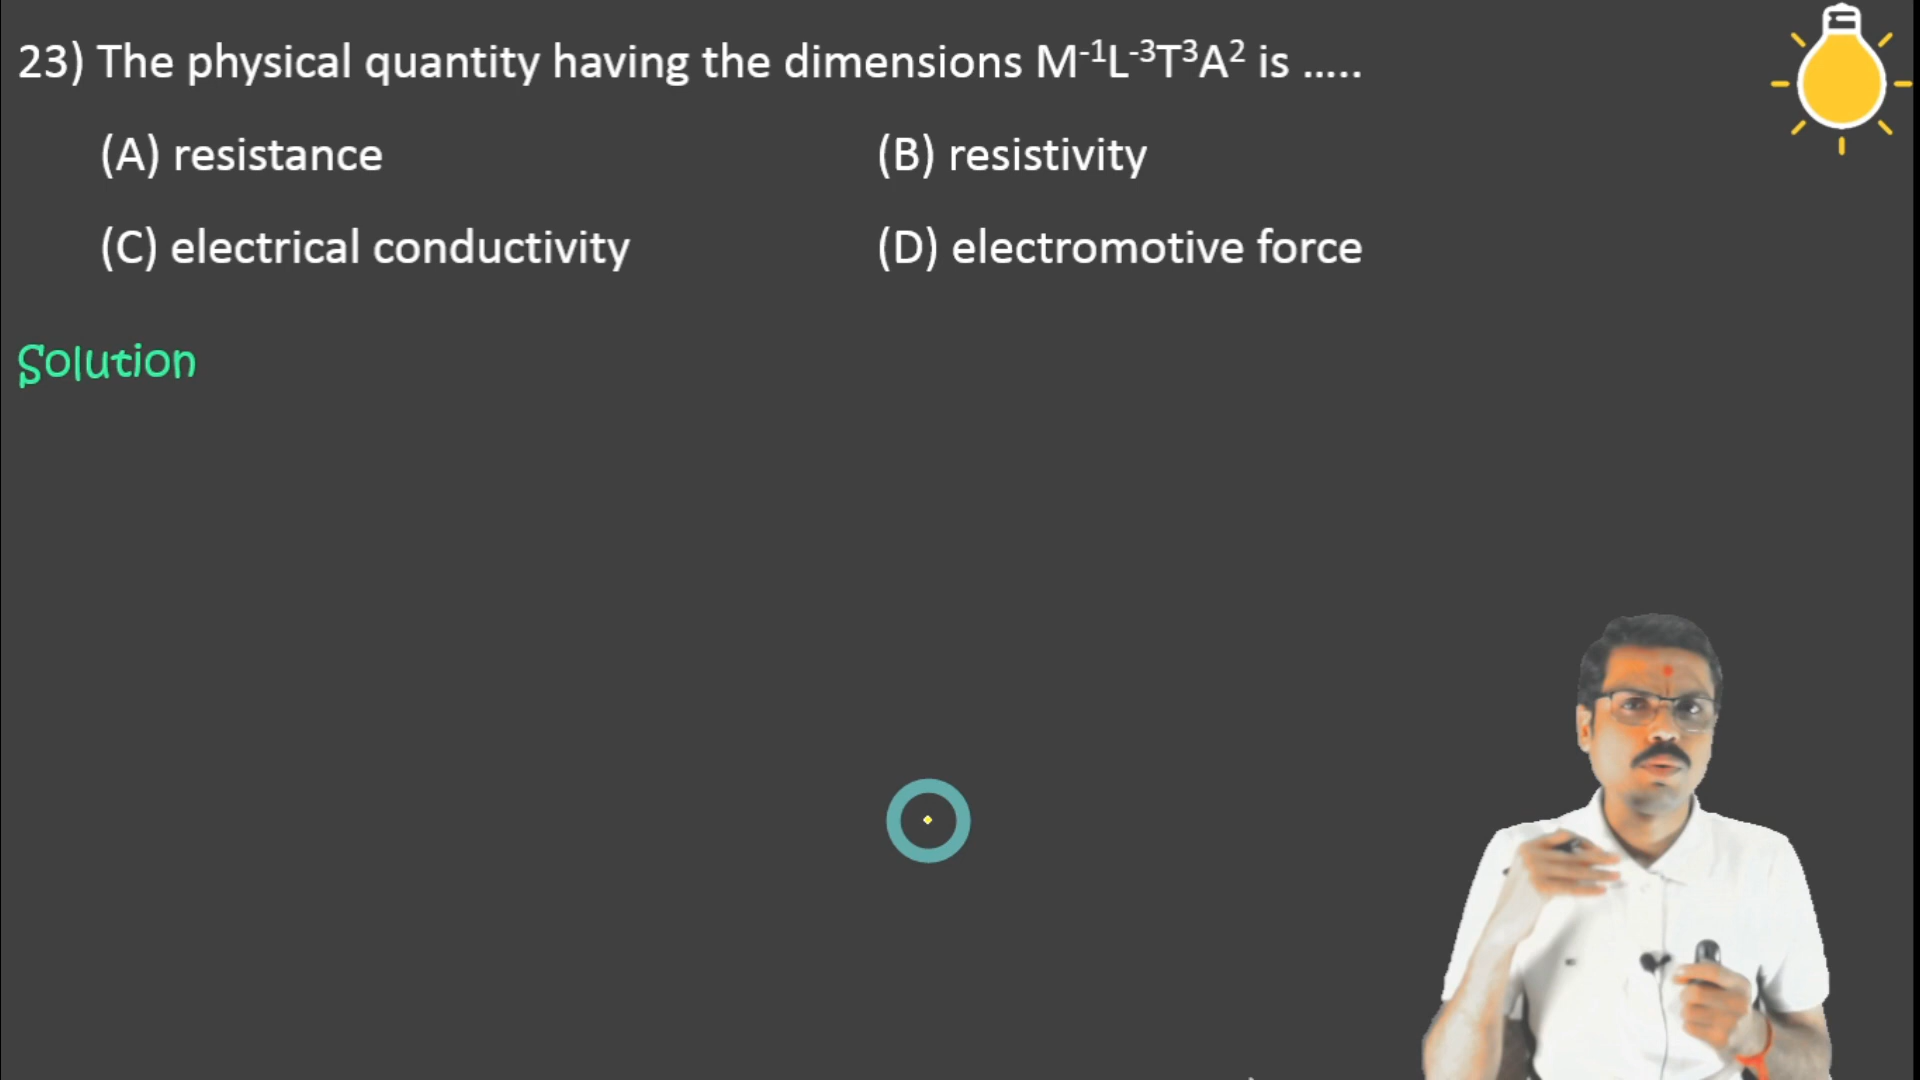 23) The physical quantity having the dimensions M⁻¹L⁻³T³A² is .....
(A) resistance (B) resistivity
(C) electrical conductivity (D) electromotive force
Solution